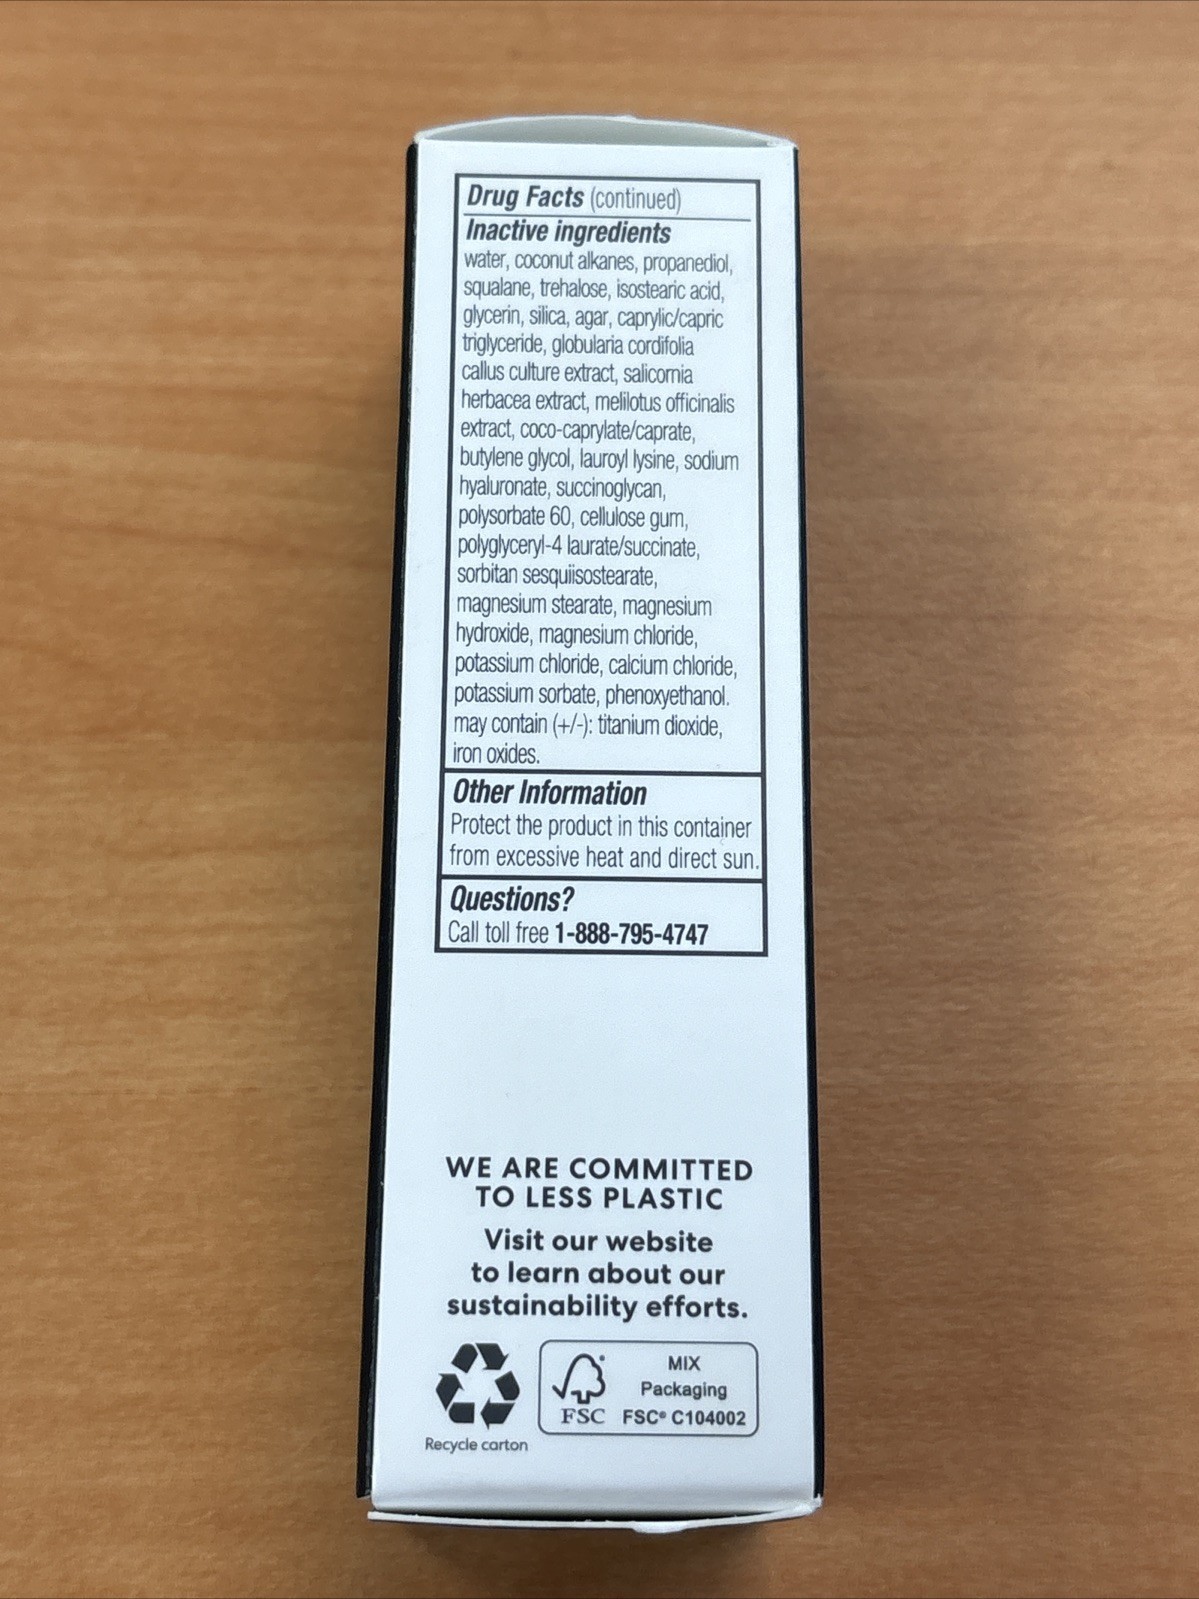 Drug Facts (continued)
Inactive ingredients
water, coconut alkanes, propanediol,
squalane, trehalose, isostearic acid,
glycerin, silica, agar, caprylic/capric
triglyceride, globularia cordifolia
callus culture extract, salicornia
herbacea extract, melilotus officinalis
extract, coco-caprylate/caprate,
butylene glycol, lauroyl lysine, sodium
hyaluronate, succinoglycan,
polysorbate 60, cellulose gum,
polyglyceryl-4 laurate/succinate,
sorbitan sesquiisostearate,
magnesium stearate, magnesium
hydroxide, magnesium chloride,
potassium chloride, calcium chloride,
potassium sorbate, phenoxyethanol.
may contain (+/-): titanium dioxide,
iron oxides.
Other Information
Protect the product in this container
from excessive heat and direct sun.
Questions?
Call toll free 1-888-795-4747
WE ARE COMMITTED
TO LESS PLASTIC
Visit our website
to learn about our
sustainability efforts.
MIX
Packaging
FSC FSC® C104002
Recycle carton